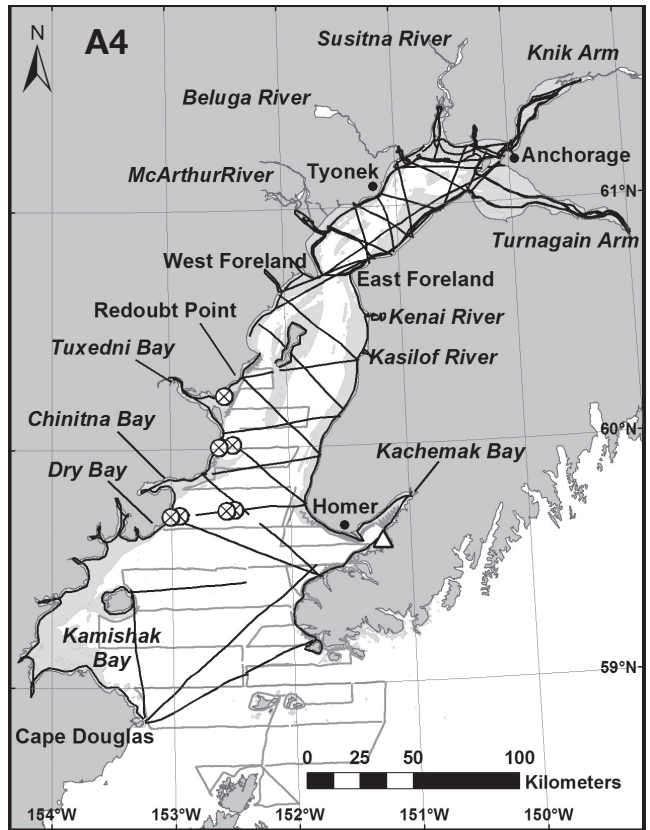 N
A4
Susitna River
Knik Arm
Beluga River
McArthurRiver
Tyonek
Anchorage
61°N
Turnagain Arm
West Foreland
East Foreland
Redoubt Point
Kenai River
Tuxedni Bay
Kasilof River
Chinitna Bay
60°N
Kachemak Bay
Dry Bay
Homer
Kamishak
Bay
59°N
Cape Douglas
0 25 50 100
Kilometers
154°W 153°W 152°W 151°W 150°W